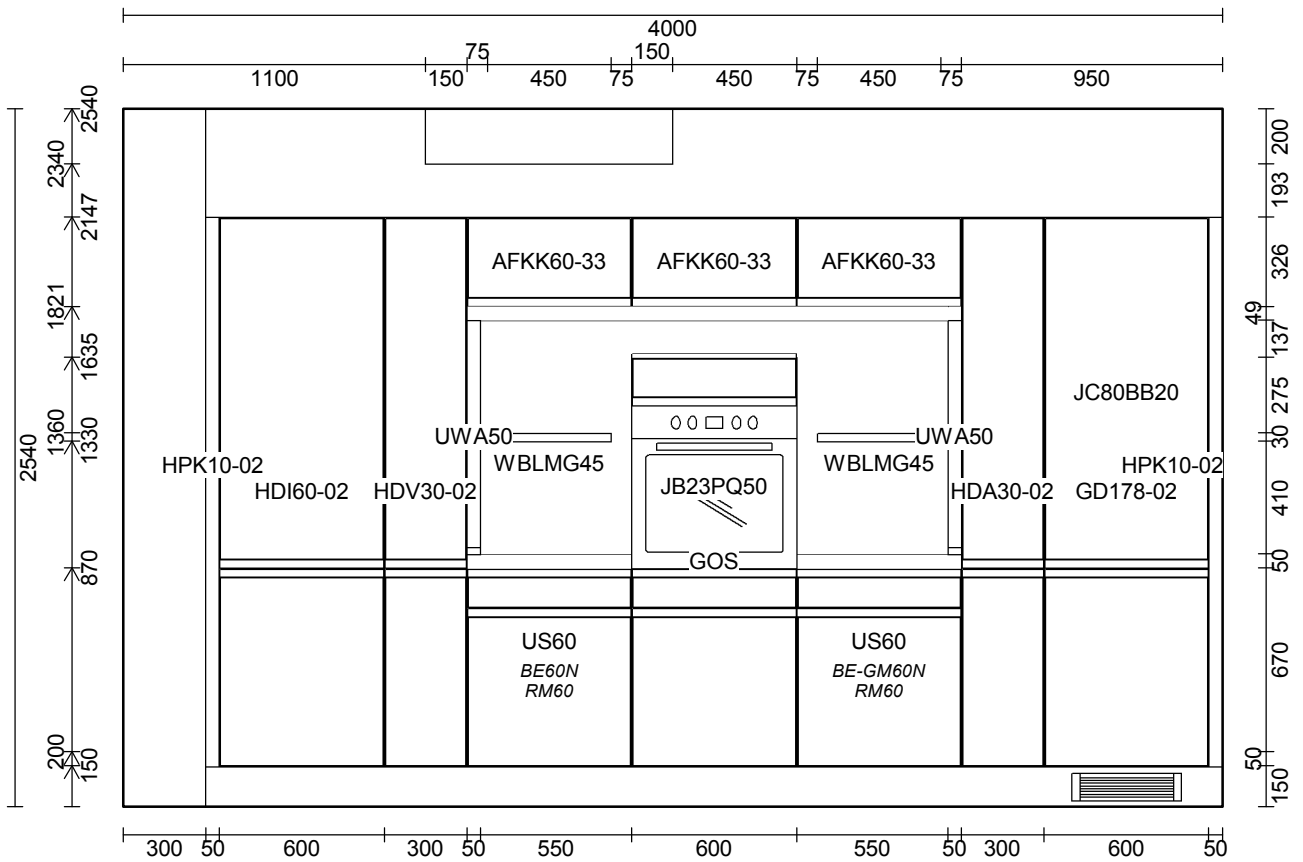 4000
75 150
1100 150 450 75 450 75 450 75 950
2540
2540
2340
2147
1821
1635
1360
1330
870
200
150
200
193
326
49
137
275
30
410
50
670
50
150
AFKK60-33 AFKK60-33 AFKK60-33
JC80BB20
UWA50 UWA50
WBLMG45 WBLMG45
HPK10-02 HPK10-02
HDI60-02 HDV30-02 JB23PQ50 HDA30-02 GD178-02
GOS
US60 US60
BE60N BE-GM60N
RM60 RM60
300 50 600 300 50 550 600 550 50 300 600 50